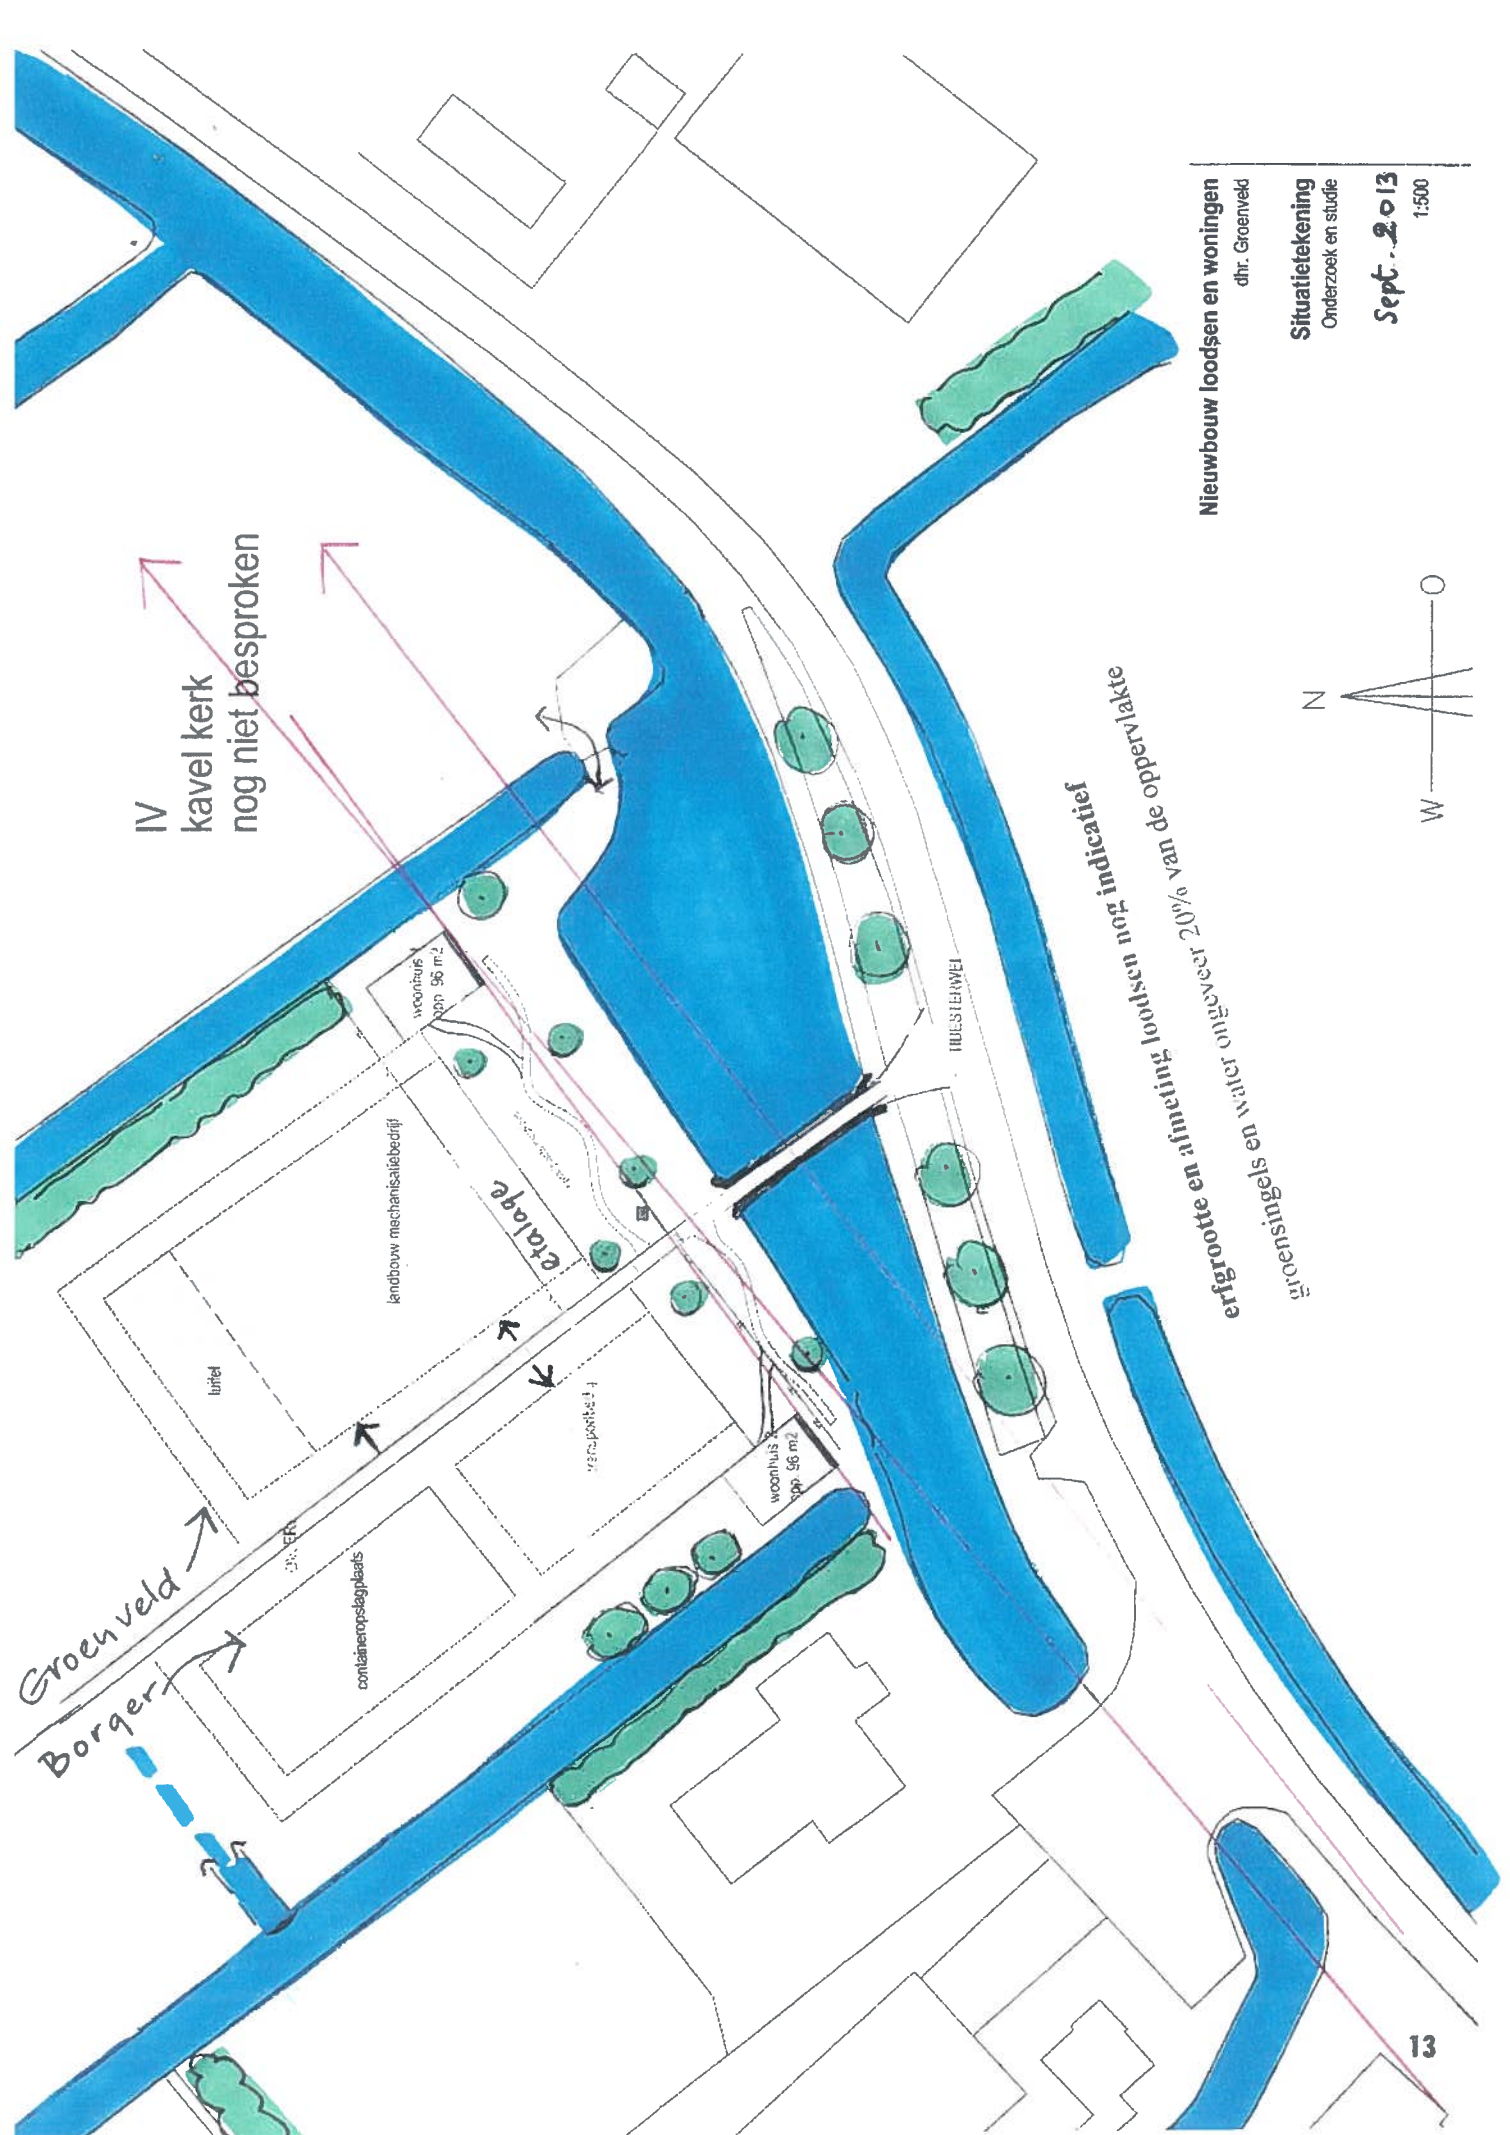 IV
kavel kerk
nog niet besproken
Nieuwbouw loodsen en woningen
dhr. Groenveld
Situatietekening
Onderzoek en studie
Sept. 2013
1:500
N
W
O
erfgrootte en afmeting loodsen nog indicatief
groensingels en water ongeveer 20% van de oppervlakte
woonhuis 1
opp. 96 m2
landbouw mechanisatiebedrijf
etalage
luifel
transportbedrijf
woonhuis 2
opp. 96 m2
containeropslagplaats
Groenveld
Borger
13